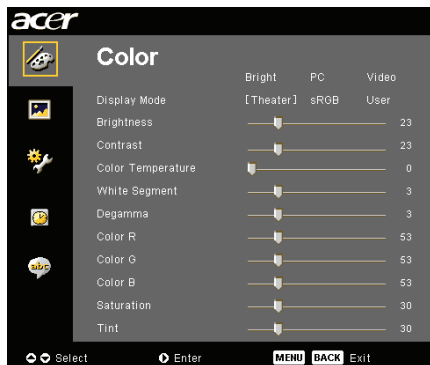 acer
Color
Bright PC Video
Display Mode [Theater] sRGB User
Brightness 23
Contrast 23
Color Temperature 0
White Segment 3
Degamma 3
Color R 53
Color G 53
Color B 53
Saturation 30
Tint 30
abc
Select Enter MENU BACK Exit